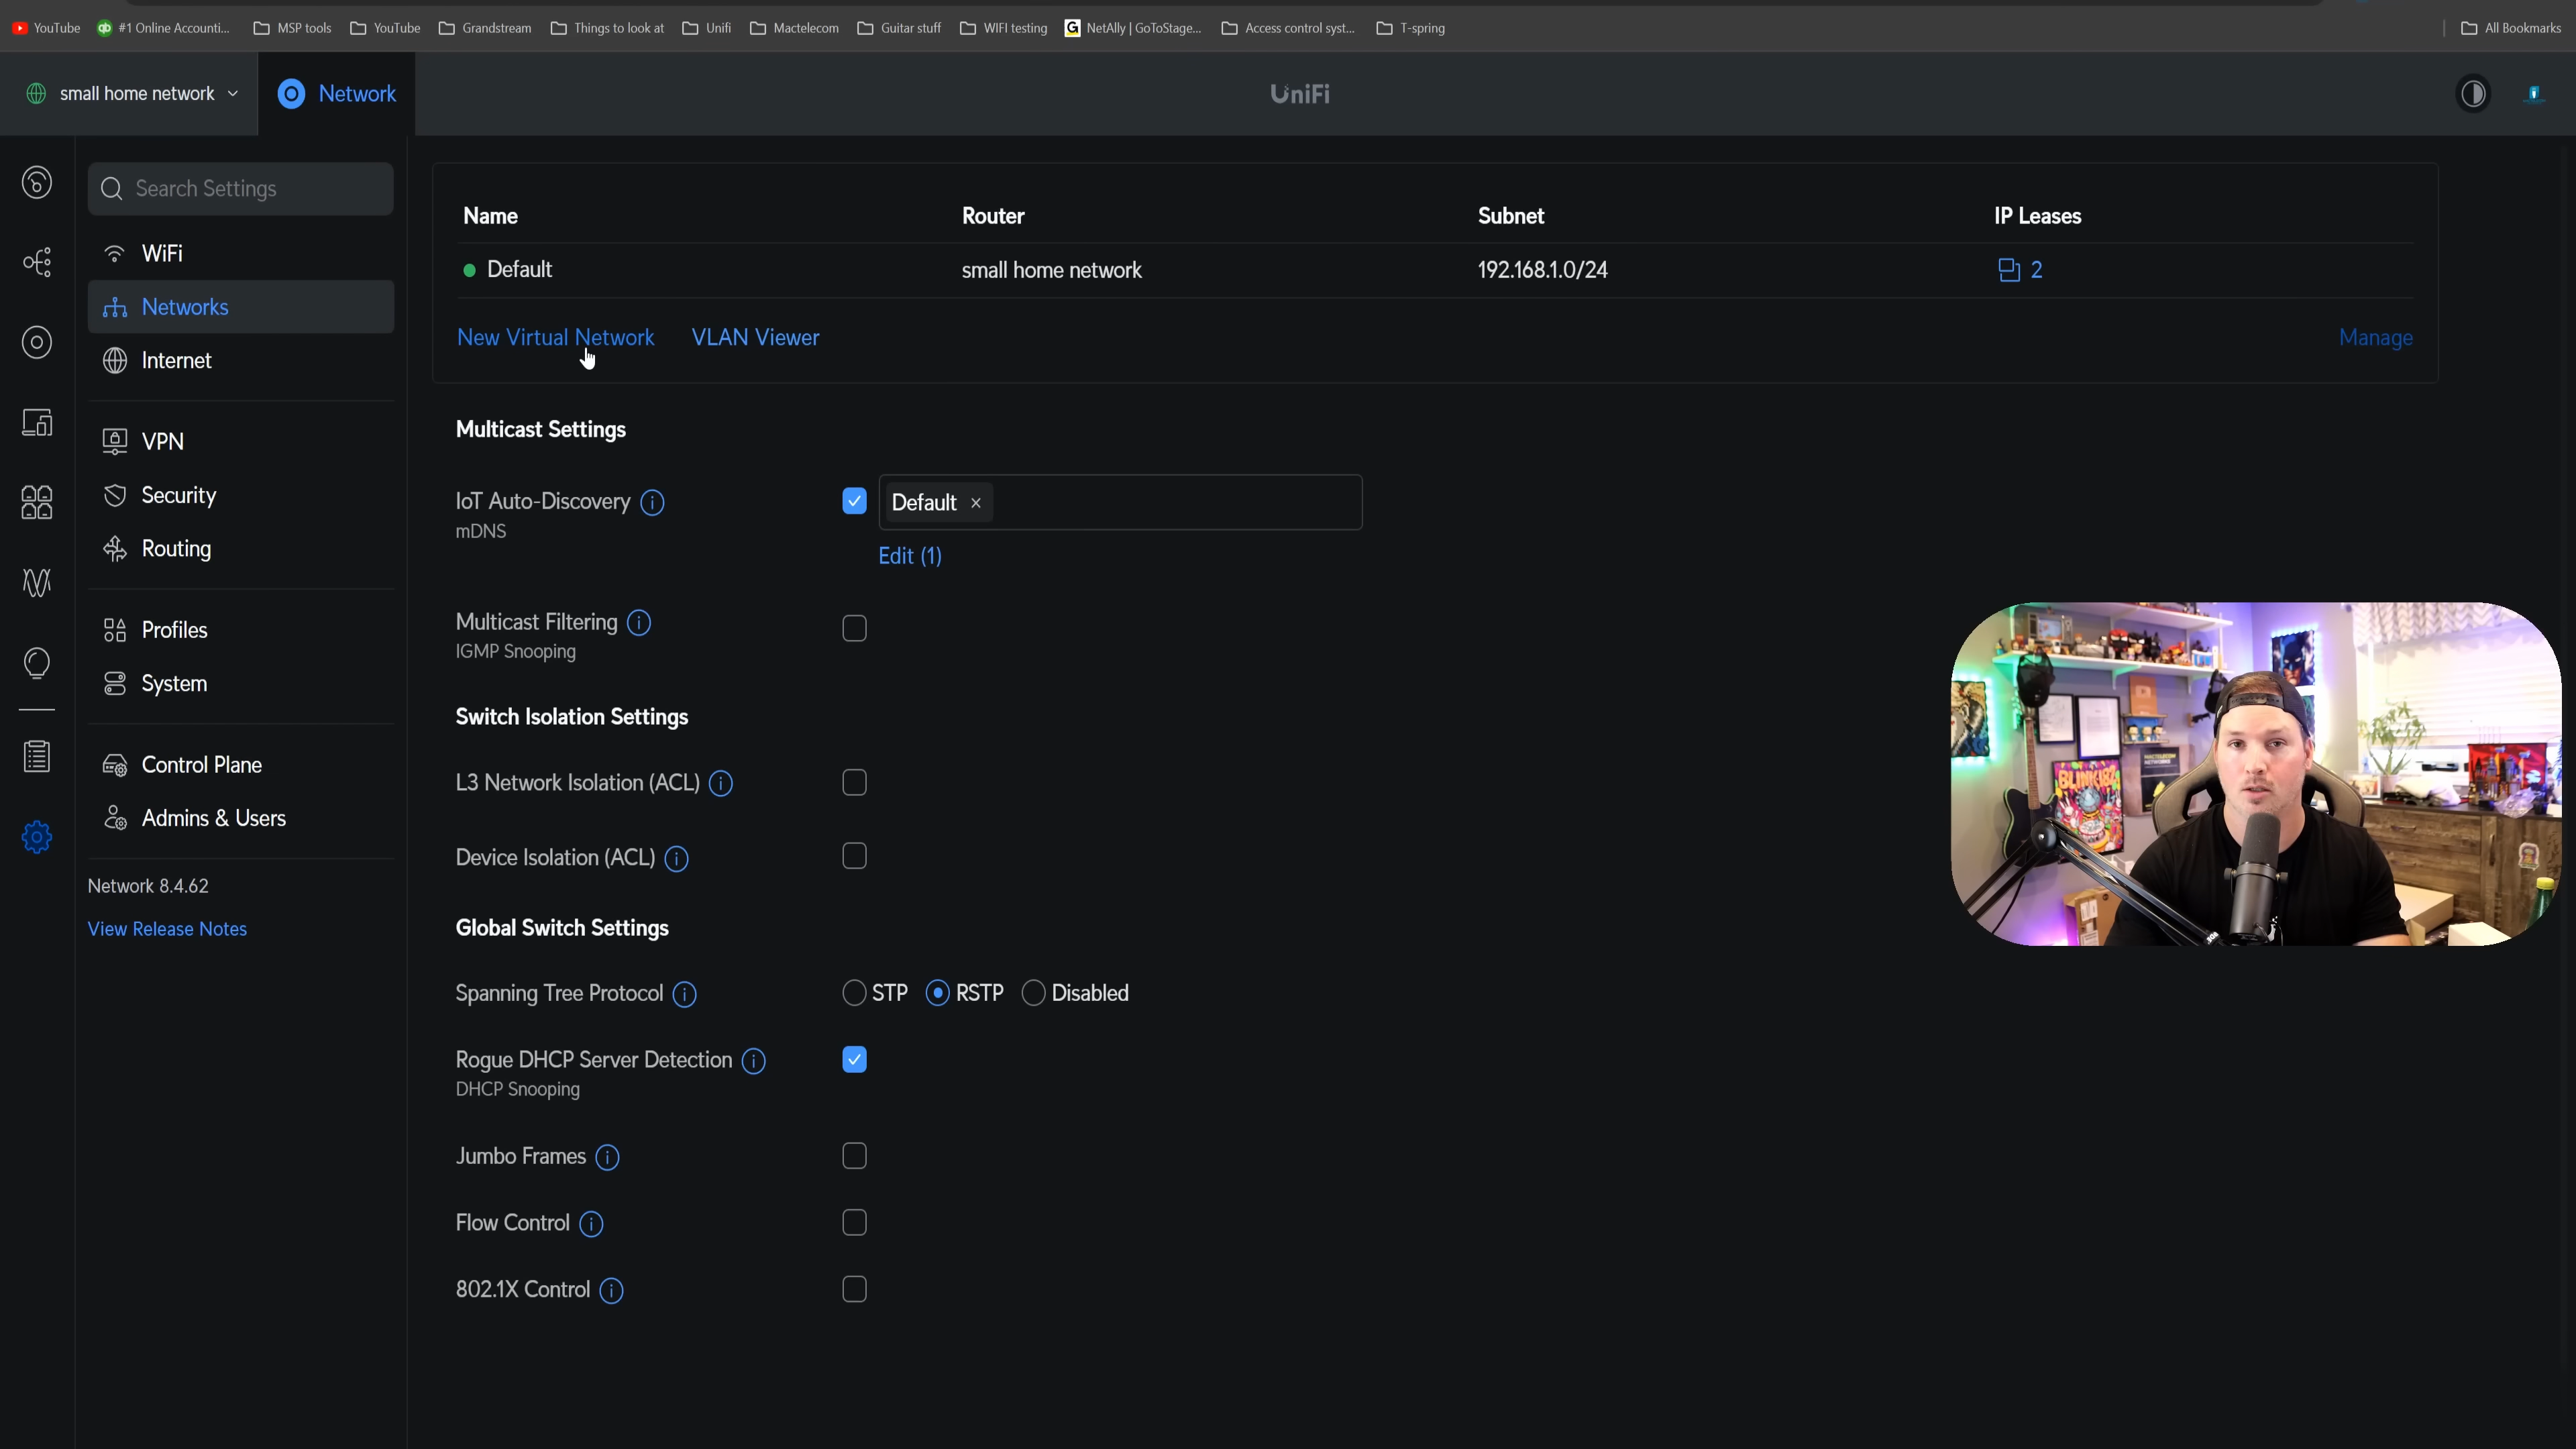 YouTube #1 Online Accounti... MSP tools YouTube Grandstream Things to look at Unifi Mactelecom Guitar stuff WIFI testing NetAlly | GoToStage... Access control syst... T-spring All Bookmarks
small home network Network UniFi
Search Settings
WiFi
Networks
Internet
VPN
Security
Routing
Profiles
System
Control Plane
Admins & Users
Network 8.4.62
View Release Notes
Name Router Subnet IP Leases
Default small home network 192.168.1.0/24 2
New Virtual Network VLAN Viewer Manage
Multicast Settings
IoT Auto-Discovery Default
mDNS
Edit (1)
Multicast Filtering
IGMP Snooping
Switch Isolation Settings
L3 Network Isolation (ACL)
Device Isolation (ACL)
Global Switch Settings
Spanning Tree Protocol STP RSTP Disabled
Rogue DHCP Server Detection
DHCP Snooping
Jumbo Frames
Flow Control
802.1X Control
BLINK182